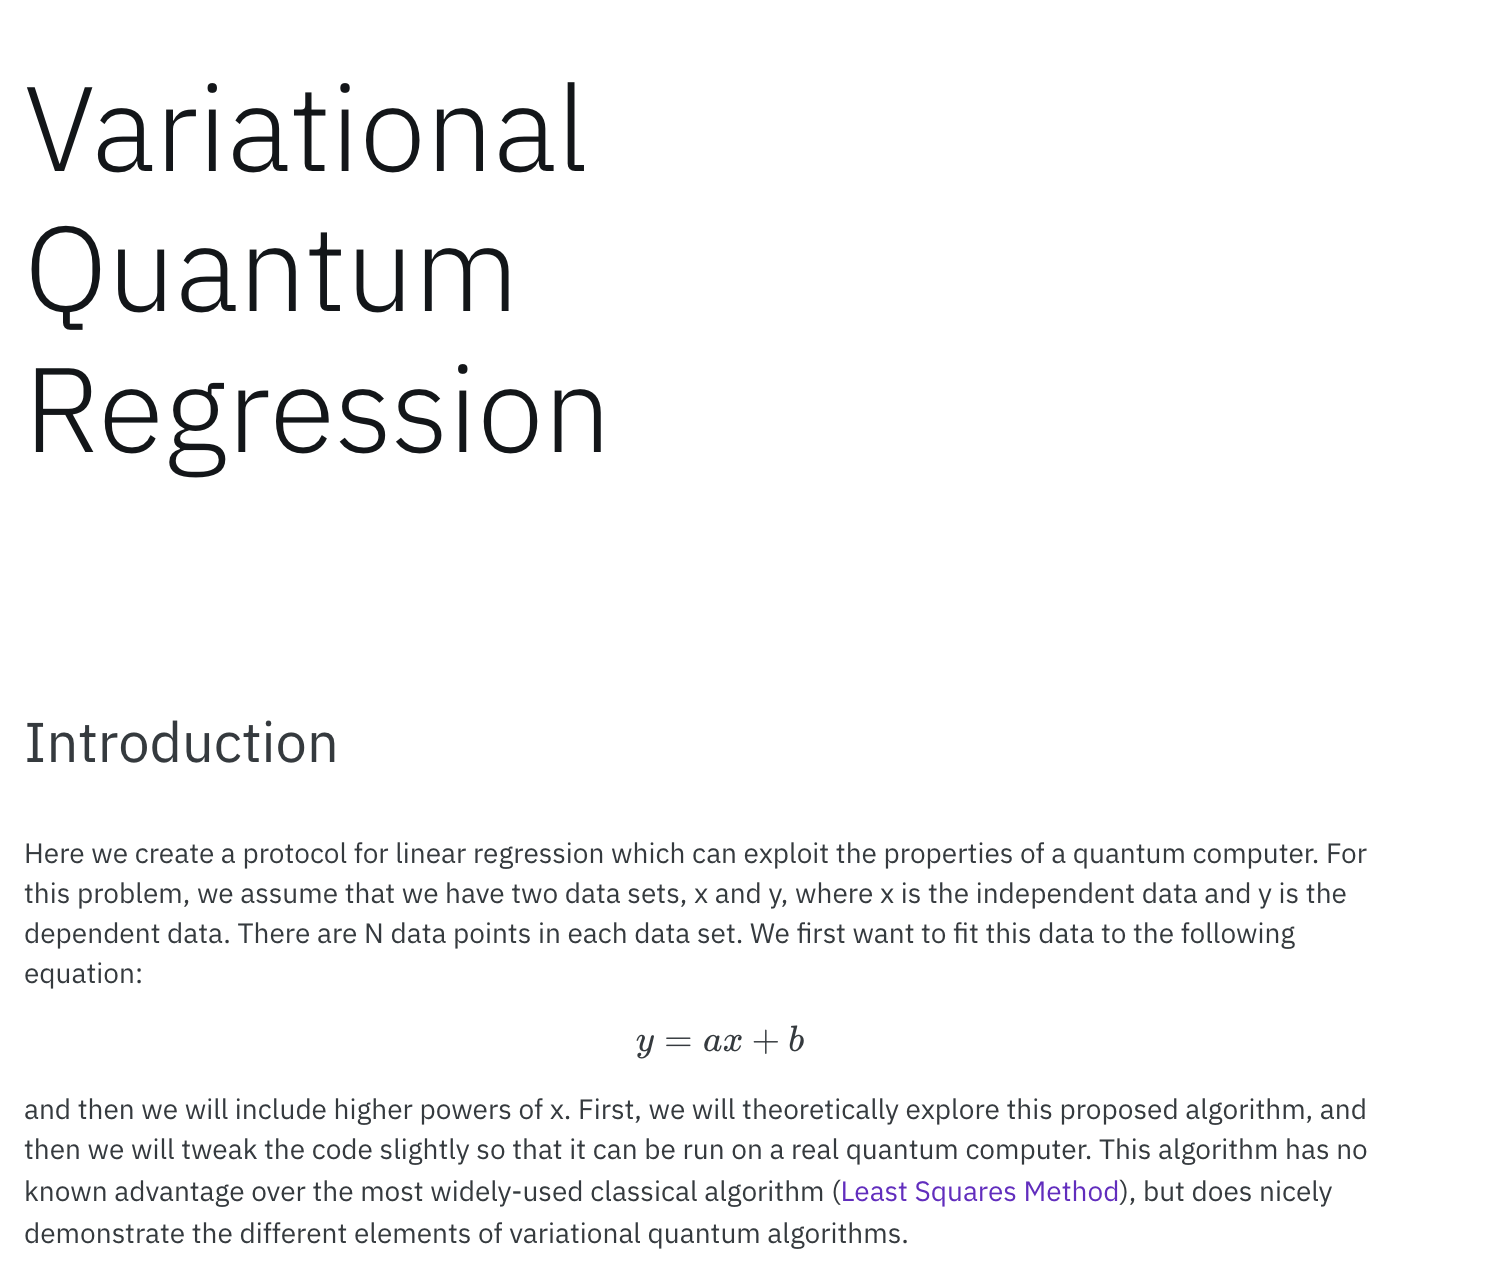 Variational
Quantum
Regression
Introduction
Here we create a protocol for linear regression which can exploit the properties of a quantum computer. For
this problem, we assume that we have two data sets, x and y, where x is the independent data and y is the
dependent data. There are N data points in each data set. We first want to fit this data to the following
equation:
y = ax + b
and then we will include higher powers of x. First, we will theoretically explore this proposed algorithm, and
then we will tweak the code slightly so that it can be run on a real quantum computer. This algorithm has no
known advantage over the most widely-used classical algorithm (Least Squares Method), but does nicely
demonstrate the different elements of variational quantum algorithms.